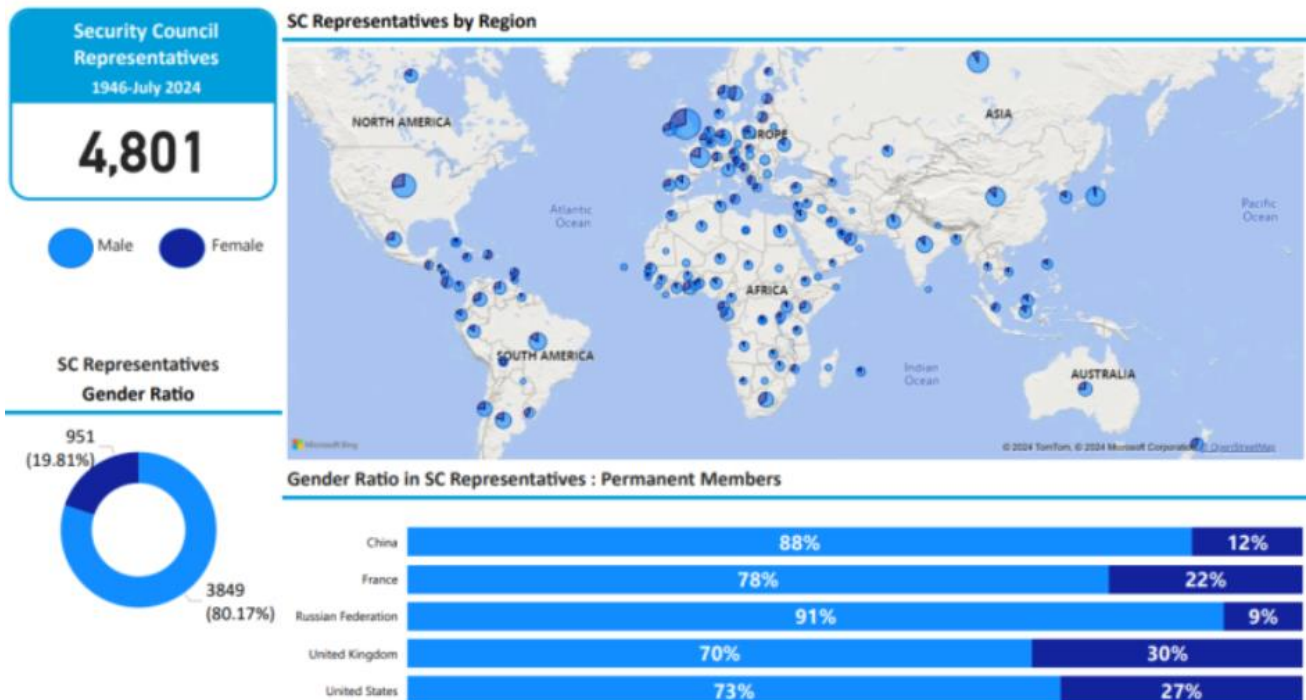 Security Council
Representatives
1946-July 2024
4,801
Male
Female
SC Representatives
Gender Ratio
951
(19.81%)
3849
(80.17%)
SC Representatives by Region
NORTH AMERICA
Atlantic
Ocean
EUROPE
ASIA
Pacific
Ocean
AFRICA
SOUTH AMERICA
Indian
Ocean
AUSTRALIA
Microsoft Bing
© 2024 TomTom, © 2024 Microsoft Corporation, © OpenStreetMap
Gender Ratio in SC Representatives : Permanent Members
China 88% 12%
France 78% 22%
Russian Federation 91% 9%
United Kingdom 70% 30%
United States 73% 27%